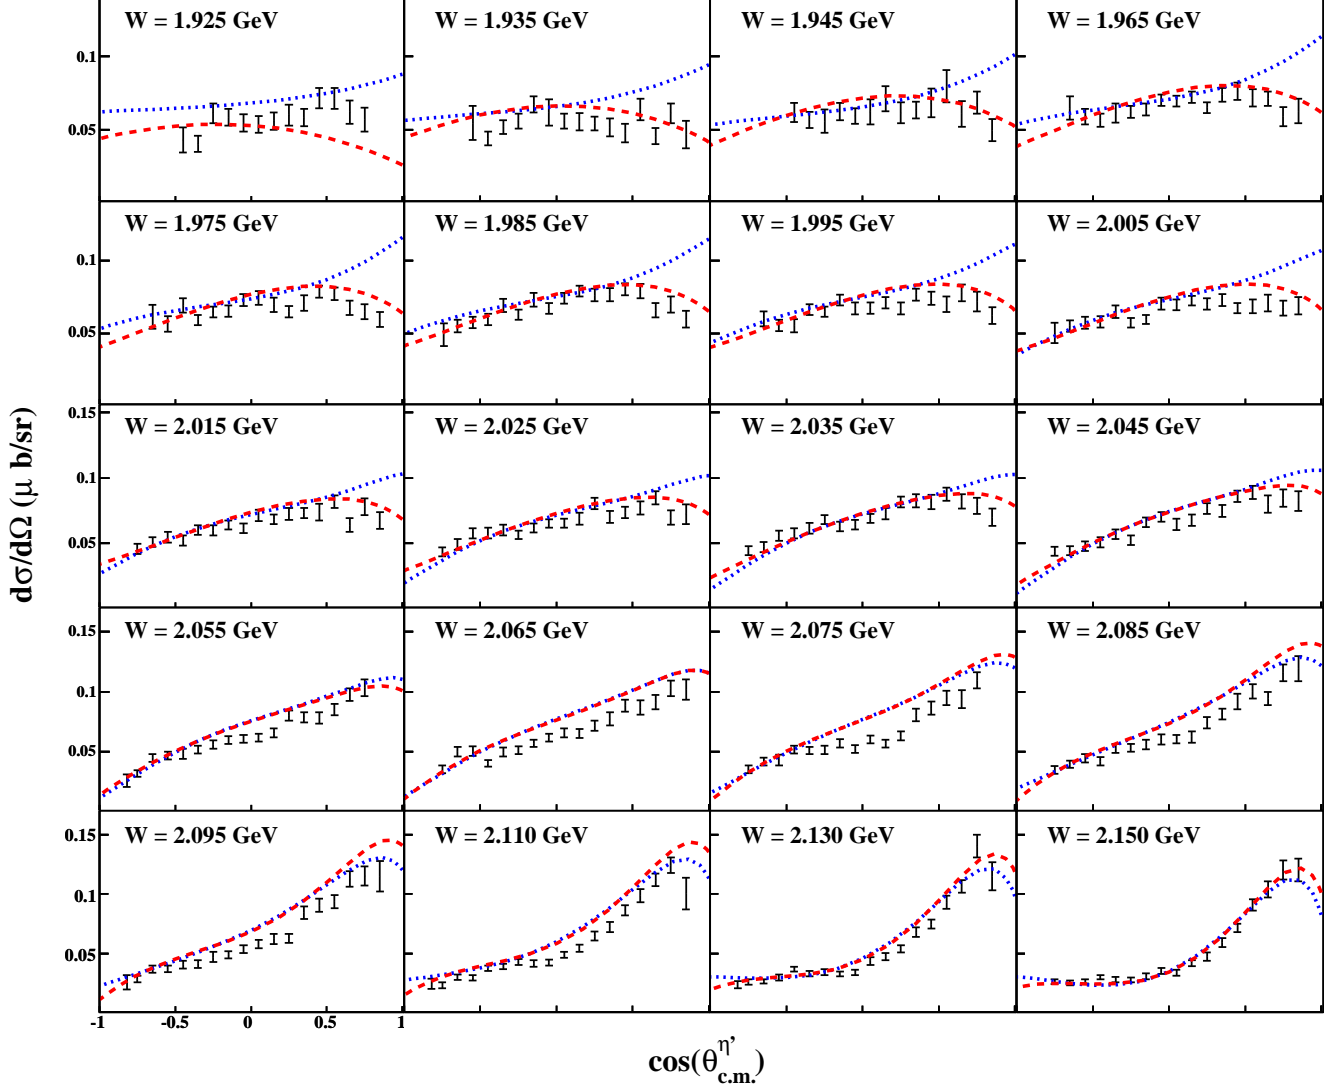 W = 1.925 GeV W = 1.935 GeV W = 1.945 GeV W = 1.965 GeV
0.1
0.05
W = 1.975 GeV W = 1.985 GeV W = 1.995 GeV W = 2.005 GeV
0.1
0.05
dσ/dΩ (μ b/sr)
0.15
W = 2.015 GeV W = 2.025 GeV W = 2.035 GeV W = 2.045 GeV
0.1
0.05
0.15
W = 2.055 GeV W = 2.065 GeV W = 2.075 GeV W = 2.085 GeV
0.1
0.05
0.15
W = 2.095 GeV W = 2.110 GeV W = 2.130 GeV W = 2.150 GeV
0.1
0.05
0
-1 -0.5 0 0.5 1
cos(θ_{c.m.}^{η'})